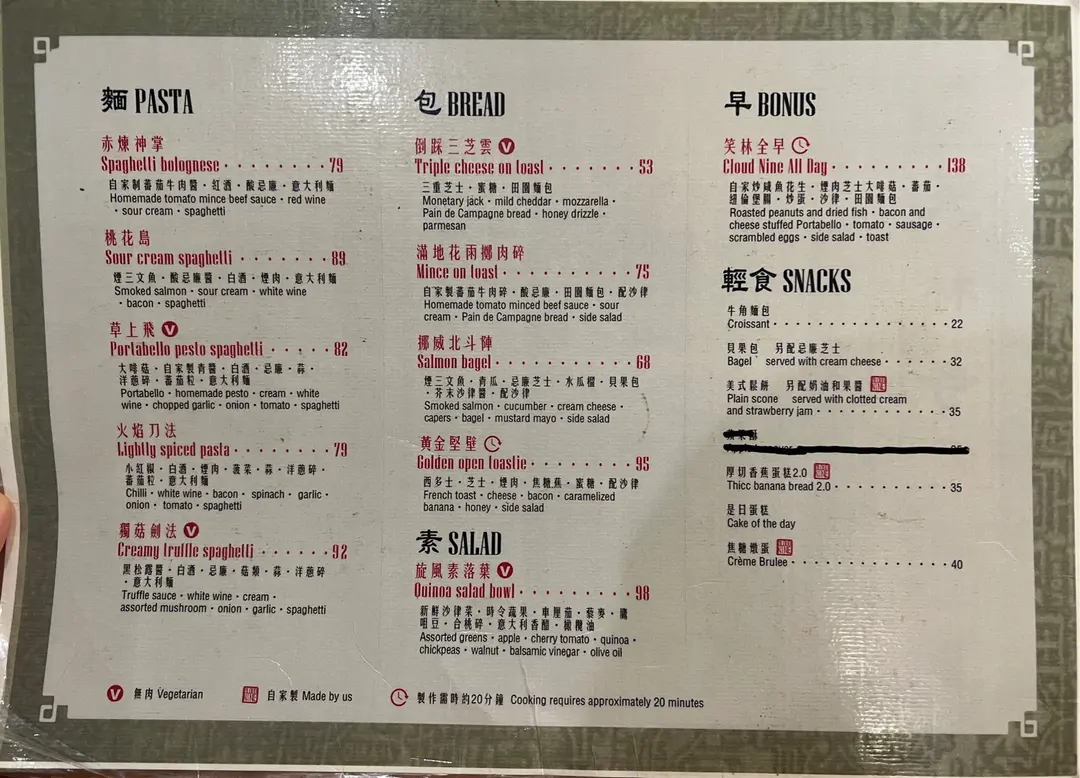 麵 PASTA
赤煉神掌
Spaghetti bolognese 79
自家制蕃茄牛肉醬・紅酒・酸忌廉・意大利麵
Homemade tomato mince beef sauce・red wine
・sour cream・spaghetti
桃花島
Sour cream spaghetti 89
煙三文魚・酸忌廉醬・白酒・煙肉・意大利麵
Smoked salmon・sour cream・white wine
・bacon・spaghetti
草上飛 V
Portabello pesto spaghetti 82
大啡菇・自家製青醬・白酒・忌廉・蒜・
洋蔥碎・蕃茄粒・意大利麵
Portabello・homemade pesto・cream・white
wine・chopped garlic・onion・tomato・spaghetti
火焰刀法
Lightly spiced pasta 79
小紅椒・白酒・煙肉・菠菜・蒜・洋蔥碎・
蕃茄粒・意大利麵
Chilli・white wine・bacon・spinach・garlic・
onion・tomato・spaghetti
獨菇劍法 V
Creamy truffle spaghetti 92
黑松露醬・白酒・忌廉・菇類・蒜・洋蔥碎
・意大利麵
Truffle sauce・white wine・cream・
assorted mushroom・onion・garlic・spaghetti
包 BREAD
倒踩三芝雲 V
Triple cheese on toast 53
三重芝士・蜜糖・田園麵包
Monetary jack・mild cheddar・mozzarella・
Pain de Campagne bread・honey drizzle・
parmesan
滿地花雨擲肉碎
Mince on toast 75
自家製蕃茄牛肉碎・酸忌廉・田園麵包・配沙律
Homemade tomato minced beef sauce・sour
cream・Pain de Campagne bread・side salad
挪威北斗陣
Salmon bagel 68
煙三文魚・青瓜・忌廉芝士・水瓜榴・貝果包
・芥末沙律醬・配沙律
Smoked salmon・cucumber・cream cheese・
capers・bagel・mustard mayo・side salad
黃金堅壁
Golden open toastie 95
西多士・芝士・煙肉・焦糖蕉・蜜糖・配沙律
French toast・cheese・bacon・caramelized
banana・honey・side salad
素 SALAD
旋風素落葉 V
Quinoa salad bowl 98
新鮮沙律菜・時令蔬果・車厘茄・藜麥・鷹
咀豆・合桃碎・意大利香醋・橄欖油
Assorted greens・apple・cherry tomato・quinoa・
chickpeas・walnut・balsamic vinegar・olive oil
早 BONUS
笑林全早
Cloud Nine All Day 138
自家炒咸魚花生・煙肉芝士大啡菇・蕃茄・
紐倫堡腸・炒蛋・沙律・田園麵包
Roasted peanuts and dried fish・bacon and
cheese stuffed Portabello・tomato・sausage・
scrambled eggs・side salad・toast
輕食 SNACKS
牛角麵包
Croissant 22
貝果包 另配忌廉芝士
Bagel served with cream cheese 32
美式鬆餅 另配奶油和果醬
Plain scone served with clotted cream
and strawberry jam 35
厚切香蕉蛋糕2.0
Thicc banana bread 2.0 35
是日蛋糕
Cake of the day
焦糖燉蛋
Crème Brulee 40
V 無肉 Vegetarian
自家製 Made by us
製作需時約20分鐘 Cooking requires approximately 20 minutes